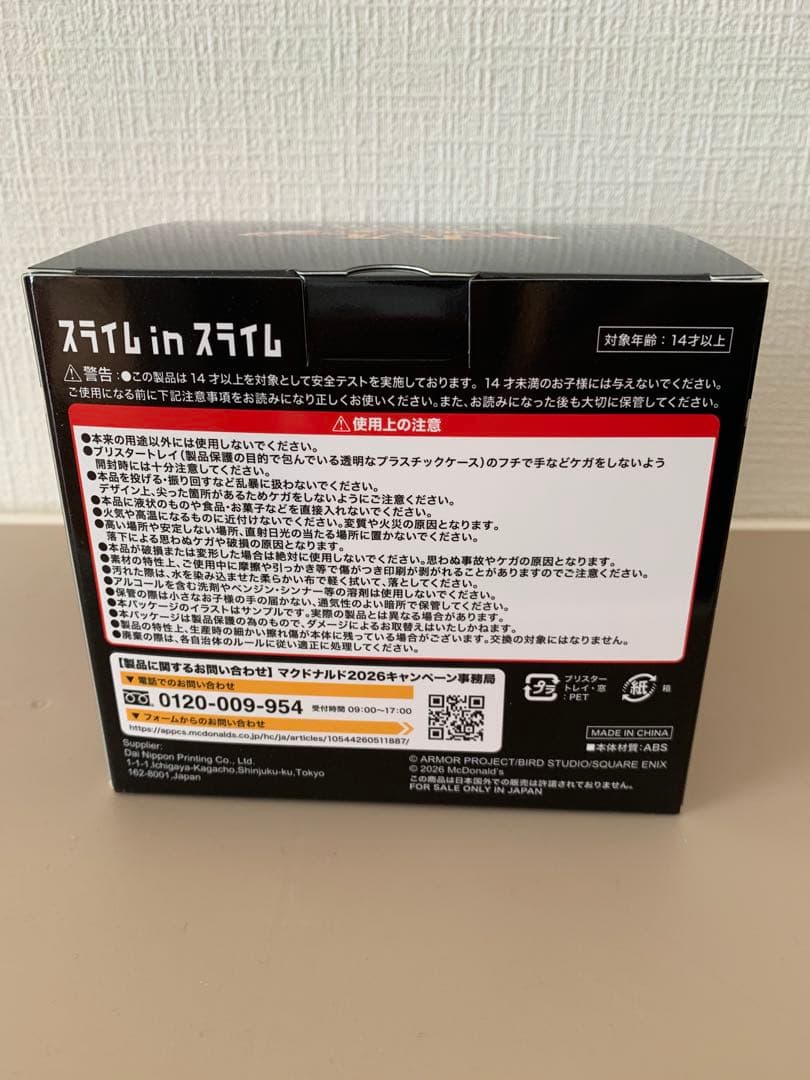 スライム in スライム
対象年齢：14才以上
⚠警告：●この製品は14才以上を対象として安全テストを実施しております。14才未満のお子様には与えないでください。
ご使用になる前に下記注意事項をお読みになり正しくお使いください。また、お読みになった後も大切に保管してください。
⚠使用上の注意
●本来の用途以外には使用しないでください。
●ブリスタートレイ(製品保護の目的で包んでいる透明なプラスチックケース)のフチで手などケガをしないよう
開封時には十分注意してください。
●本品を投げる・振り回すなど乱暴に扱わないでください。
デザイン上、尖った箇所があるためケガをしないようにご注意ください。
●本品に液状のものや食品・お菓子などを直接入れないでください。
●火気や高温になるものに近付けないでください。変質や火災の原因となります。
●高い場所や安定しない場所、直射日光の当たる場所に置かないでください。
落下による思わぬケガや破損の原因となります。
●本品が破損または変形した場合は絶対に使用しないでください。思わぬ事故やケガの原因となります。
●素材の特性上、ご使用中に摩擦や引っかき等で傷がつき印刷が剥がれることがありますのでご注意ください。
●汚れた際は、水を染み込ませた柔らかい布で軽く拭いて、落としてください。
●アルコールを含む洗剤やベンジン・シンナー等の溶剤は使用しないでください。
●保管の際は小さなお子様の手の届かない、通気性のよい暗所で保管してください。
●本パッケージのイラストはサンプルです。実際の製品とは異なる場合があります。
●本パッケージは製品保護の為のもので、ダメージによるお取替えはいたしかねます。
●製品の特性上、生産時の細かい擦れ傷が本体に残っている場合がございます。交換の対象にはなりません。
●廃棄の際は、各自治体のルールに従い適正に処理してください。
【製品に関するお問い合わせ】マクドナルド2026キャンペーン事務局
▼電話でのお問い合わせ
0120-009-954 受付時間 09:00〜17:00
▼フォームからのお問い合わせ
https://appcs.mcdonalds.co.jp/hc/ja/articles/10544260511887/
プラ
ブリスター
トレイ・窓
:PET
紙
箱
MADE IN CHINA
■本体材質：ABS
Supplier:
Dai Nippon Printing Co., Ltd.
1-1-1,Ichigaya-Kagacho,Shinjuku-ku,Tokyo
162-8001,Japan
© ARMOR PROJECT/BIRD STUDIO/SQUARE ENIX
© 2026 McDonald's
この商品は日本国外での販売は許諾されておりません。
FOR SALE ONLY IN JAPAN